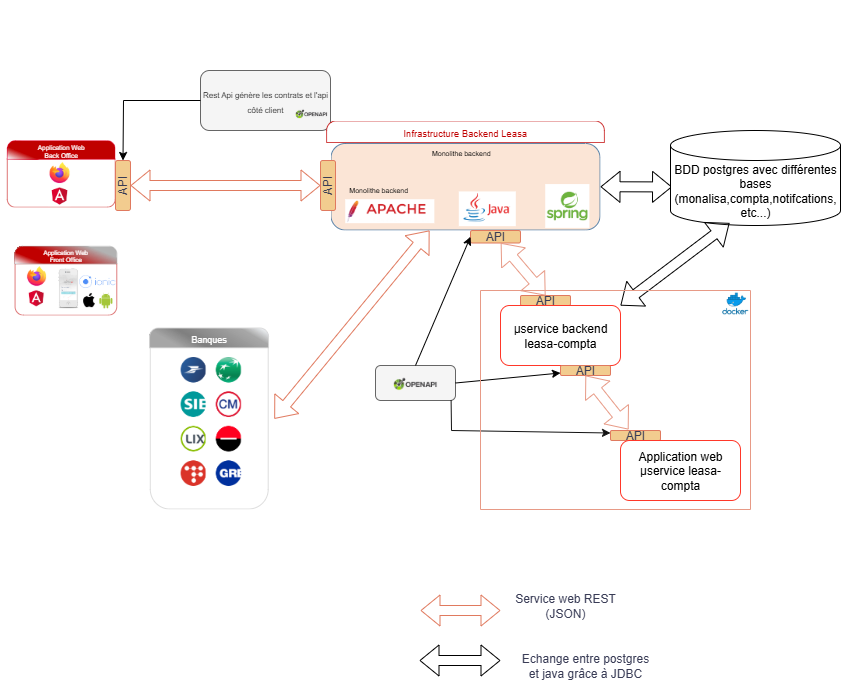 Rest Api génère les contrats et l'api
côté client
OPENAPI
Infrastructure Backend Leasa
Monolithe backend
Application Web
Back Office
API
API
Monolithe backend
APACHE
Java
spring
API
BDD postgres avec différentes
bases
(monalisa,compta,notifcations,
etc...)
Application Web
Front Office
ionic
API
docker
µservice backend
leasa-compta
Banques
API
OPENAPI
SIE
CM
LIX
GRE
API
Application web
µservice leasa-
compta
Service web REST
(JSON)
Echange entre postgres
et java grâce à JDBC